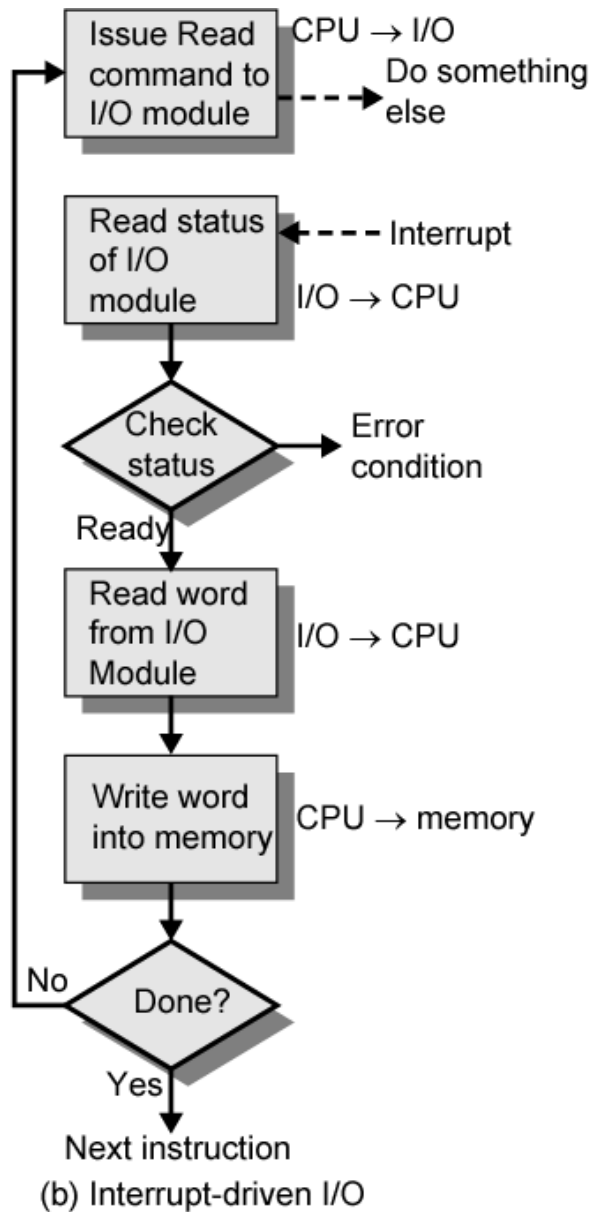 Issue Read
command to
I/O module
CPU → I/O
Do something
else
Read status
of I/O
module
Interrupt
I/O → CPU
Check
status
Error
condition
Ready
Read word
from I/O
Module
I/O → CPU
Write word
into memory
CPU → memory
No
Done?
Yes
Next instruction
(b) Interrupt-driven I/O